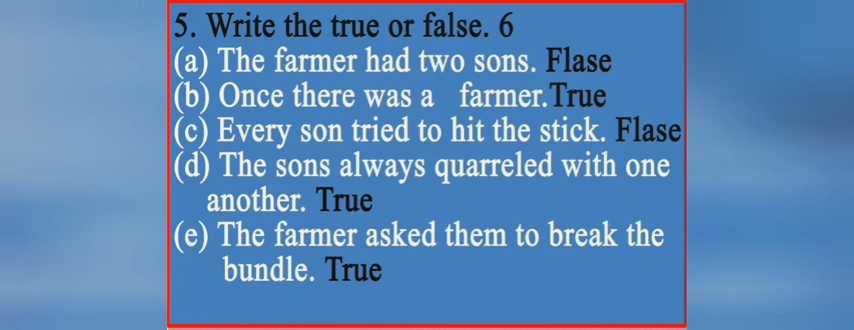 5. Write the true or false. 6
(a) The farmer had two sons. Flase
(b) Once there was a farmer.True
(c) Every son tried to hit the stick. Flase
(d) The sons always quarreled with one
another. True
(e) The farmer asked them to break the
bundle. True